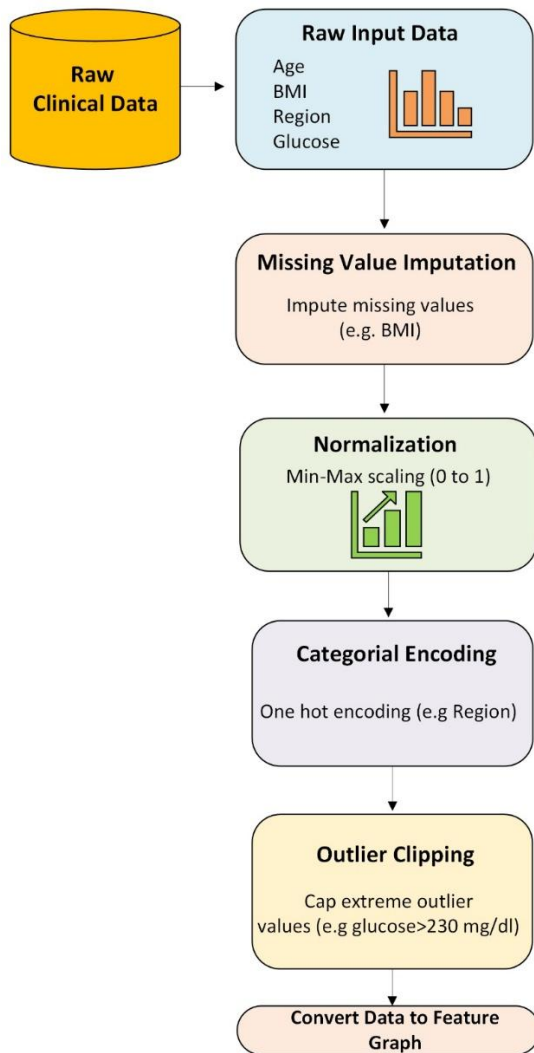 Raw
Clinical Data
Raw Input Data
Age
BMI
Region
Glucose
Missing Value Imputation
Impute missing values
(e.g. BMI)
Normalization
Min-Max scaling (0 to 1)
Categorial Encoding
One hot encoding (e.g Region)
Outlier Clipping
Cap extreme outlier
values (e.g glucose>230 mg/dl)
Convert Data to Feature
Graph